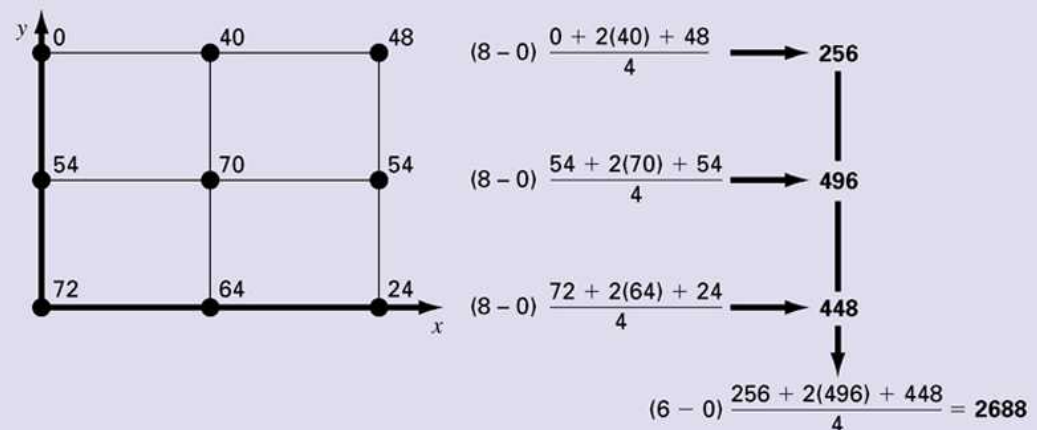 y
0 40 48
(8 – 0) 0 + 2(40) + 48 / 4 256
54 70 54
(8 – 0) 54 + 2(70) + 54 / 4 496
72 64 24
(8 – 0) 72 + 2(64) + 24 / 4 448
x
(6 – 0) 256 + 2(496) + 448 / 4 = 2688